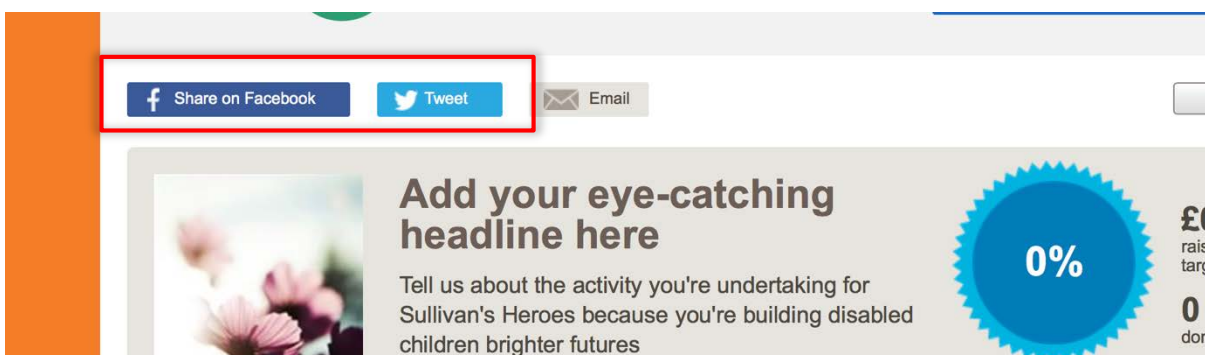 Share on Facebook
Tweet
Email
Add your eye-catching
headline here
Tell us about the activity you're undertaking for
Sullivan's Heroes because you're building disabled
children brighter futures
0%
0